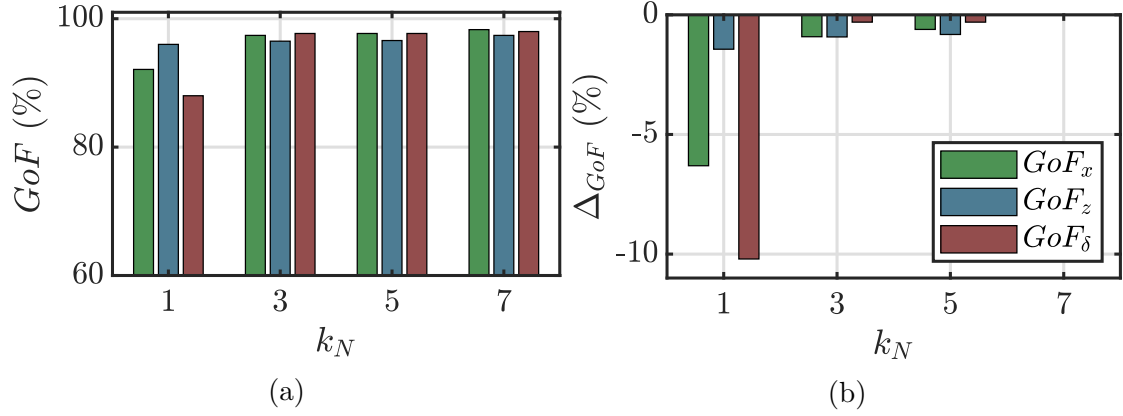 100
80
60
GoF (%)
1 3 5 7
k_N
(a)
0
-5
-10
Δ_GoF (%)
GoF_x
GoF_z
GoF_δ
1 3 5 7
k_N
(b)